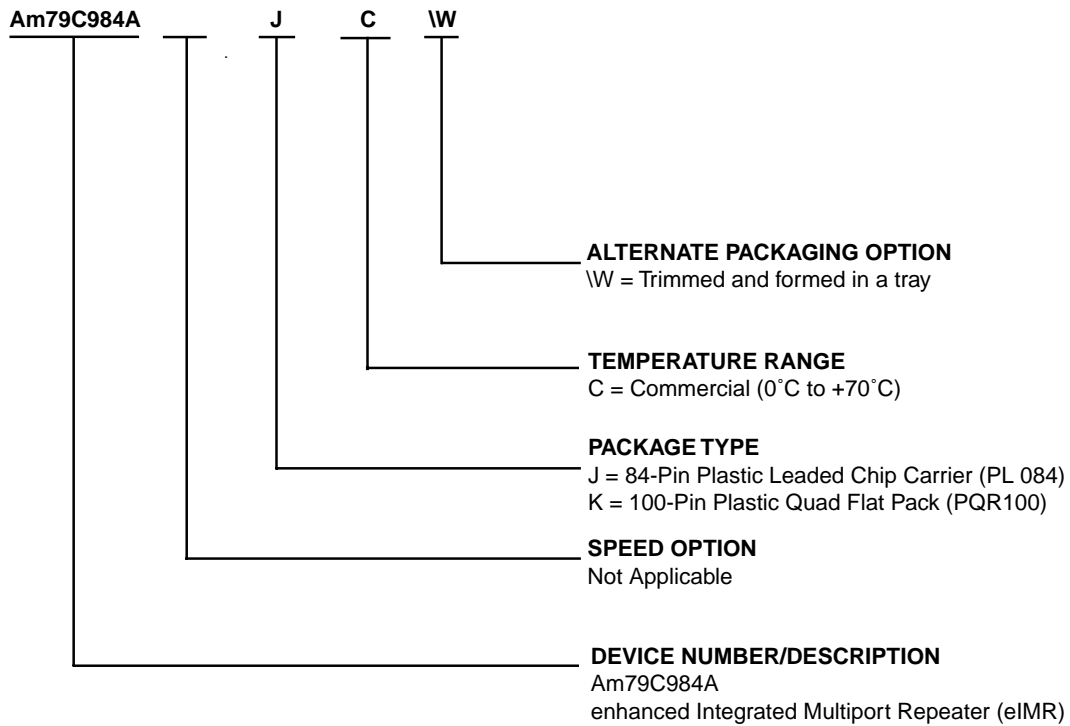 Am79C984A J C \W
ALTERNATE PACKAGING OPTION
\W = Trimmed and formed in a tray
TEMPERATURE RANGE
C = Commercial (0˚C to +70˚C)
PACKAGE TYPE
J = 84-Pin Plastic Leaded Chip Carrier (PL 084)
K = 100-Pin Plastic Quad Flat Pack (PQR100)
SPEED OPTION
Not Applicable
DEVICE NUMBER/DESCRIPTION
Am79C984A
enhanced Integrated Multiport Repeater (eIMR)